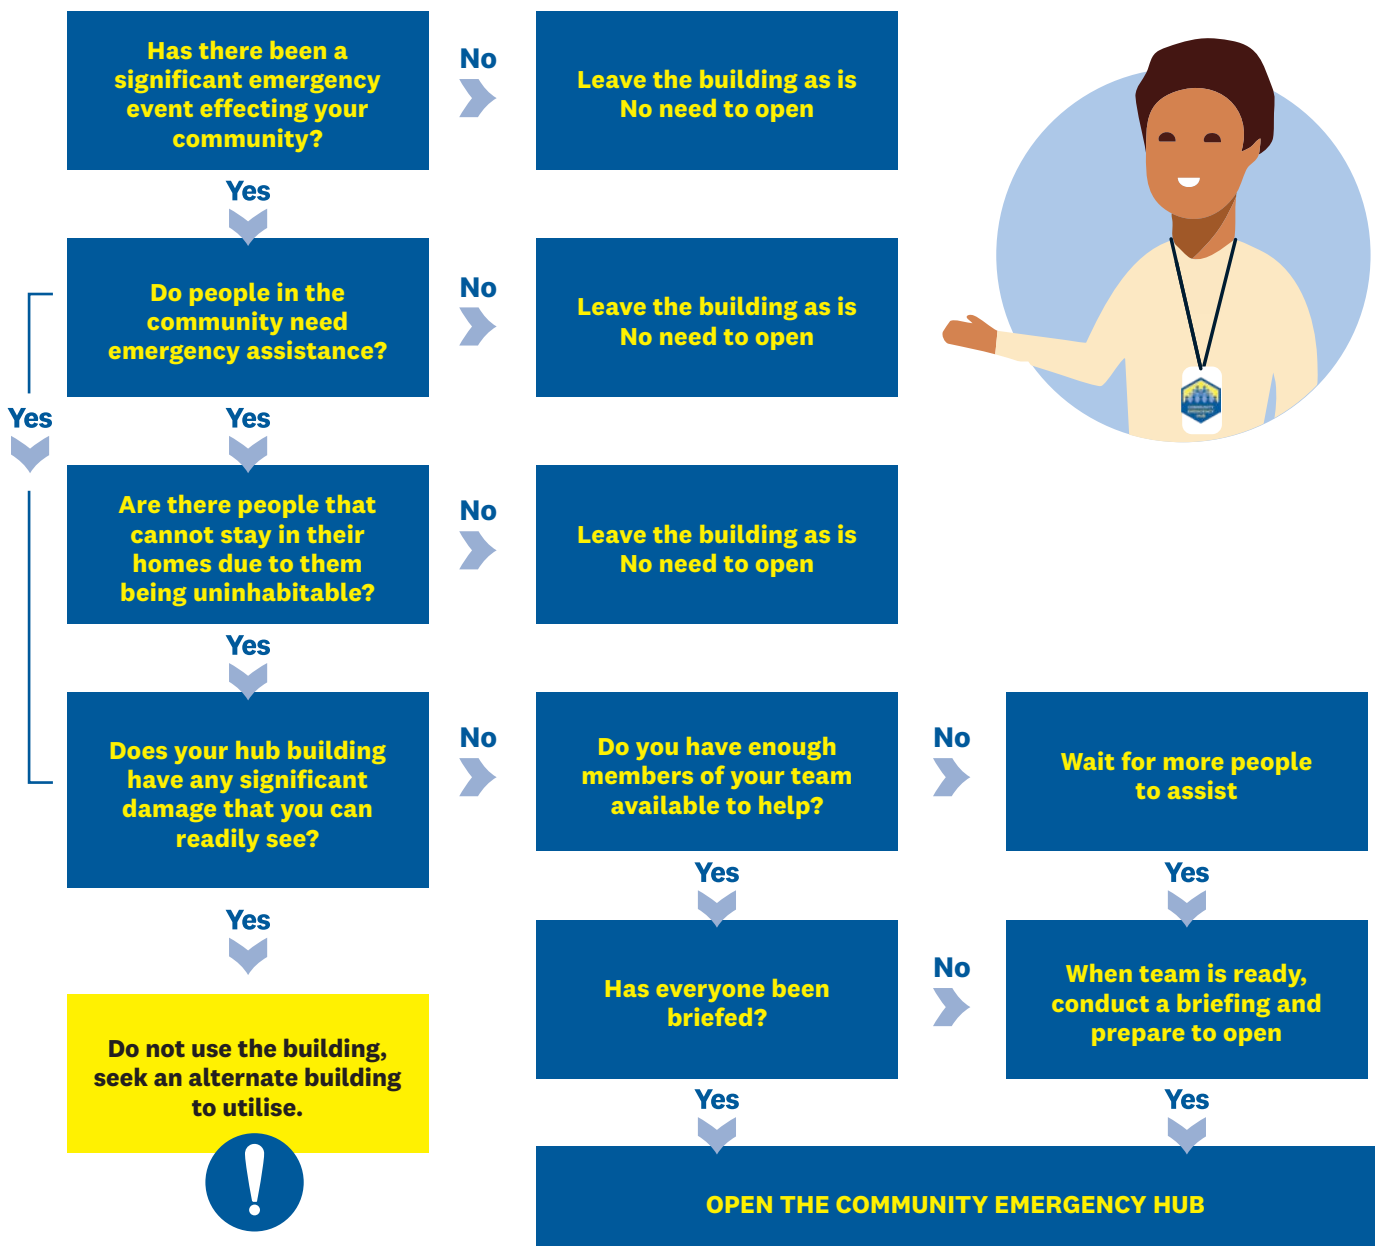 Has there been a
significant emergency
event effecting your
community?
No
Leave the building as is
No need to open
Yes
Do people in the
community need
emergency assistance?
No
Leave the building as is
No need to open
Yes
Yes
Are there people that
cannot stay in their
homes due to them
being uninhabitable?
No
Leave the building as is
No need to open
Yes
Does your hub building
have any significant
damage that you can
readily see?
No
Do you have enough
members of your team
available to help?
No
Wait for more people
to assist
Yes
Yes
Yes
Has everyone been
briefed?
No
When team is ready,
conduct a briefing and
prepare to open
Do not use the building,
seek an alternate building
to utilise.
!
Yes
Yes
OPEN THE COMMUNITY EMERGENCY HUB
COMMUNITY
EMERGENCY
HUB